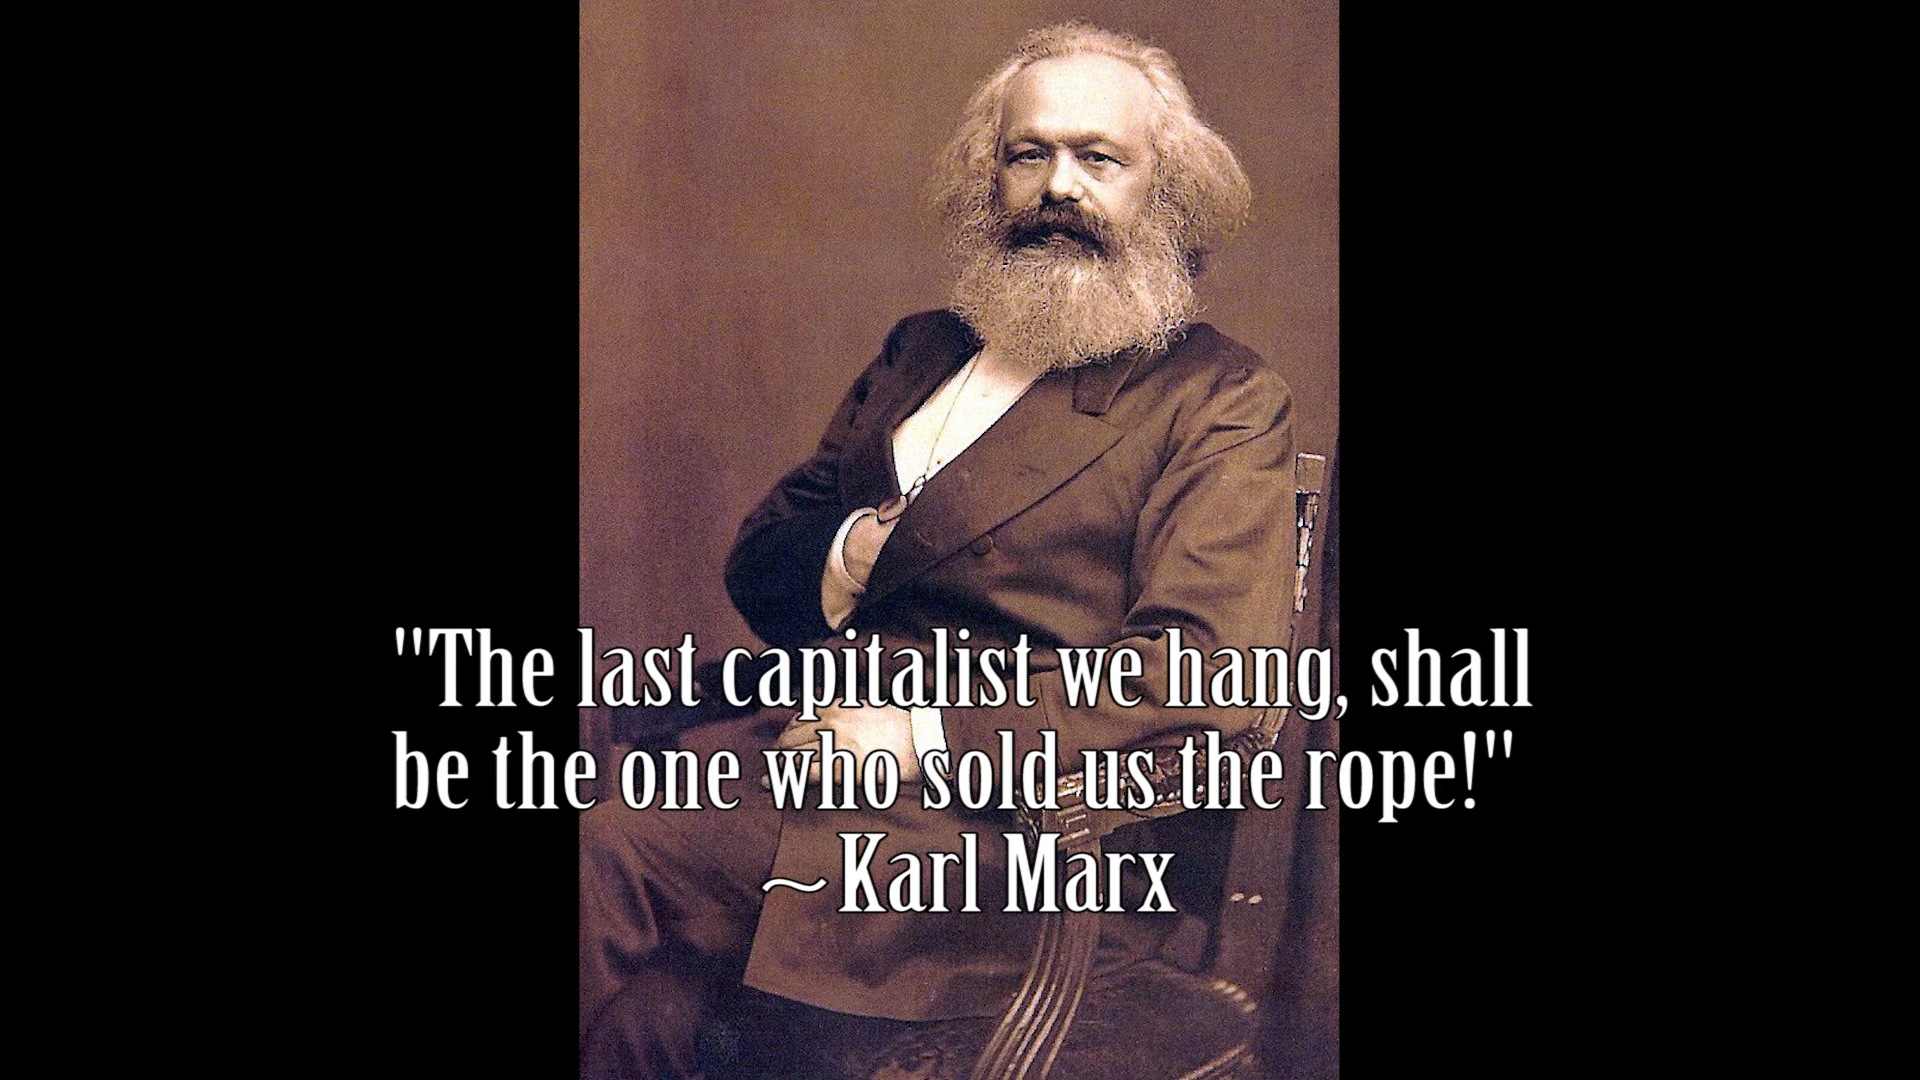 "The last capitalist we hang, shall
be the one who sold us the rope!"
~Karl Marx